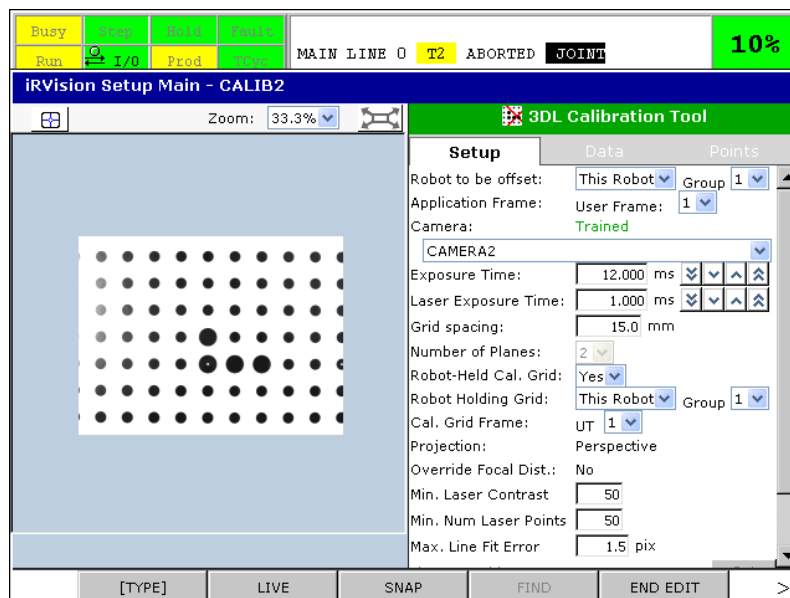 Busy Step Hold Fault
Run I/O Prod TCyc
MAIN LINE 0 T2 ABORTED JOINT
10%
iRVision Setup Main - CALIB2
Zoom: 33.3%
3DL Calibration Tool
Setup Data Points
Robot to be offset: This Robot Group 1
Application Frame: User Frame: 1
Camera: Trained
CAMERA2
Exposure Time: 12.000 ms
Laser Exposure Time: 1.000 ms
Grid spacing: 15.0 mm
Number of Planes: 2
Robot-Held Cal. Grid: Yes
Robot Holding Grid: This Robot Group 1
Cal. Grid Frame: UT 1
Projection: Perspective
Override Focal Dist.: No
Min. Laser Contrast 50
Min. Num Laser Points 50
Max. Line Fit Error 1.5 pix
[TYPE] LIVE SNAP FIND END EDIT >